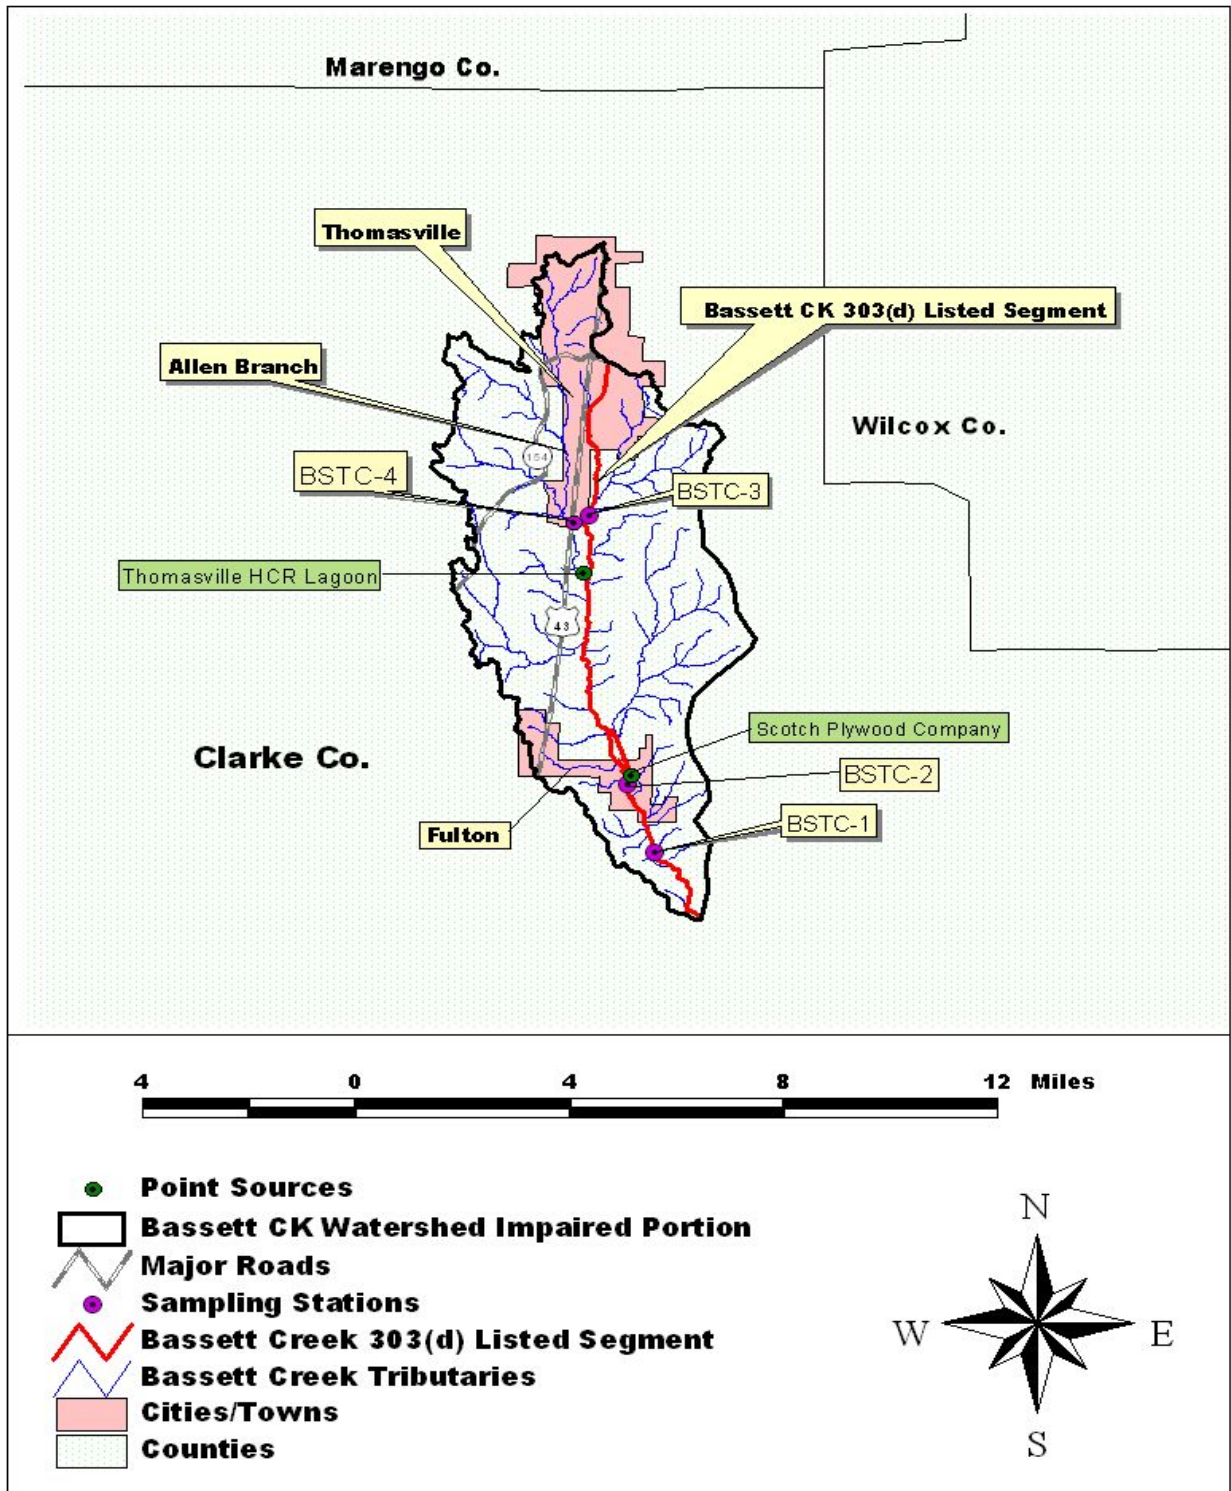 Marengo Co.
Thomasville
Bassett CK 303(d) Listed Segment
Allen Branch
Wilcox Co.
154
BSTC-4
BSTC-3
Thomasville HCR Lagoon
43
Scotch Plywood Company
Clarke Co.
BSTC-2
BSTC-1
Fulton
4 0 4 8 12 Miles
Point Sources
Bassett CK Watershed Impaired Portion
Major Roads
Sampling Stations
Bassett Creek 303(d) Listed Segment
Bassett Creek Tributaries
Cities/Towns
Counties
N
W E
S